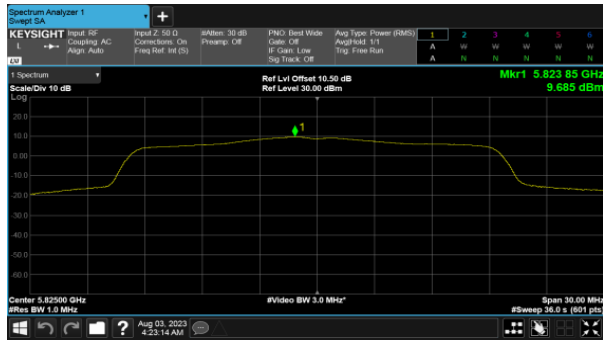 Spectrum Analyzer 1
Swept SA
KEYSIGHT Input: RF Input Z: 50 Ω #Atten: 30 dB PNO: Best Wide Avg Type: Power (RMS) 1 2 3 4 5 6
L Coupling: AC Corrections: On Preamp: Off Gate: Off Avg|Hold: 1/1 A W W W W W
Align: Auto Freq Ref: Int (S) IF Gain: Low Trig: Free Run
Sig Track: Off A N N N N N
1 Spectrum Ref Lvl Offset 10.50 dB Mkr1 5.823 85 GHz
Scale/Div 10 dB Ref Level 30.00 dBm 9.685 dBm
Log
20.0
1
10.0
0.00
-10.0
-20.0
-30.0
-40.0
-50.0
-60.0
Center 5.82500 GHz #Video BW 3.0 MHz* Span 30.00 MHz
#Res BW 1.0 MHz #Sweep 36.0 s (601 pts)
? Aug 03, 2023
4:23:14 AM